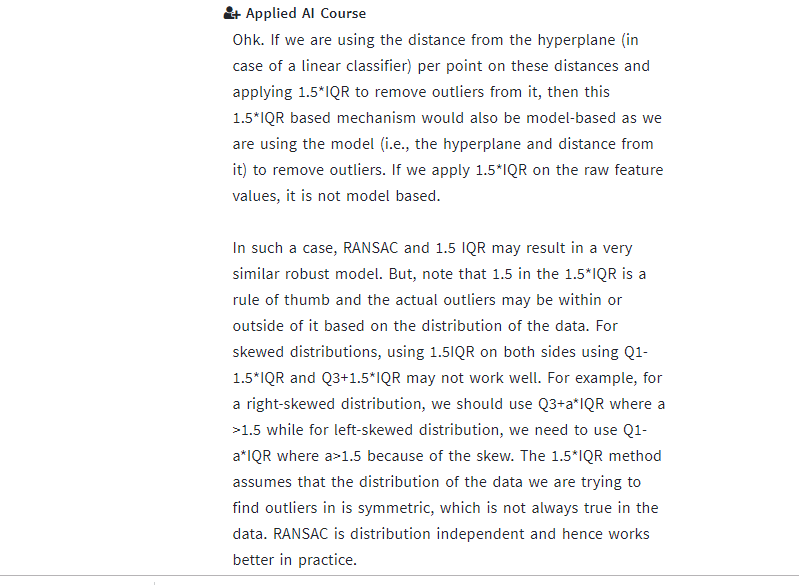 Applied AI Course
Ohk. If we are using the distance from the hyperplane (in
case of a linear classifier) per point on these distances and
applying 1.5*IQR to remove outliers from it, then this
1.5*IQR based mechanism would also be model-based as we
are using the model (i.e., the hyperplane and distance from
it) to remove outliers. If we apply 1.5*IQR on the raw feature
values, it is not model based.
In such a case, RANSAC and 1.5 IQR may result in a very
similar robust model. But, note that 1.5 in the 1.5*IQR is a
rule of thumb and the actual outliers may be within or
outside of it based on the distribution of the data. For
skewed distributions, using 1.5IQR on both sides using Q1-
1.5*IQR and Q3+1.5*IQR may not work well. For example, for
a right-skewed distribution, we should use Q3+a*IQR where a
>1.5 while for left-skewed distribution, we need to use Q1-
a*IQR where a>1.5 because of the skew. The 1.5*IQR method
assumes that the distribution of the data we are trying to
find outliers in is symmetric, which is not always true in the
data. RANSAC is distribution independent and hence works
better in practice.